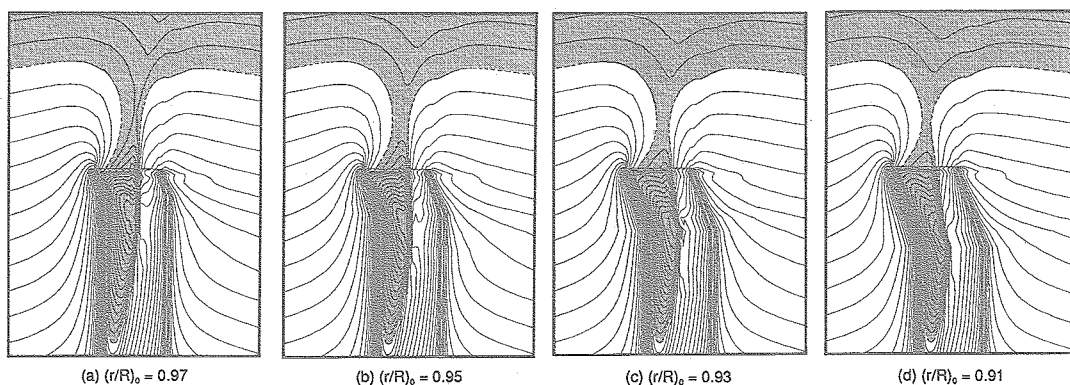 (a) (r/R)₀ = 0.97
(b) (r/R)₀ = 0.95
(c) (r/R)₀ = 0.93
(d) (r/R)₀ = 0.91